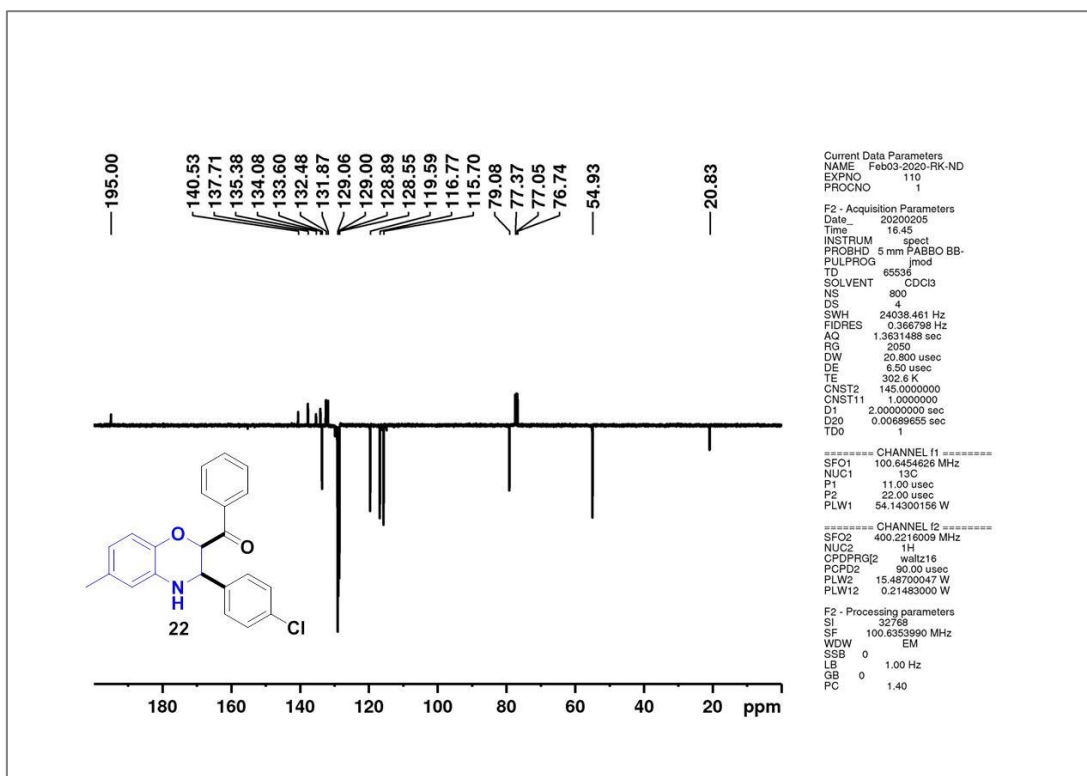 195.00
140.53
137.71
135.38
134.08
133.60
132.48
131.87
129.06
129.00
128.89
128.55
119.59
116.77
115.70
79.08
77.37
77.05
76.74
54.93
20.83
Current Data Parameters
NAME Feb03-2020-RK-ND
EXPNO 110
PROCNO 1
F2 - Acquisition Parameters
Date_ 20200205
Time 16.45
INSTRUM spect
PROBHD 5 mm PABBO BB-
PULPROG jmod
TD 65536
SOLVENT CDCl3
NS 800
DS 4
SWH 24038.461 Hz
FIDRES 0.366798 Hz
AQ 1.3631488 sec
RG 2050
DW 20.800 usec
DE 6.50 usec
TE 302.6 K
CNST2 145.0000000
CNST11 1.0000000
D1 2.00000000 sec
D20 0.00689655 sec
TD0 1
======== CHANNEL f1 ========
SFO1 100.6454626 MHz
NUC1 13C
P1 11.00 usec
P2 22.00 usec
PLW1 54.14300156 W
======== CHANNEL f2 ========
SFO2 400.2216009 MHz
NUC2 1H
CPDPRG[2 waltz16
PCPD2 90.00 usec
PLW2 15.48700047 W
PLW12 0.21483000 W
F2 - Processing parameters
SI 32768
SF 100.6353990 MHz
WDW EM
SSB 0
LB 1.00 Hz
GB 0
PC 1.40
O
O
N
H
Cl
22
180 160 140 120 100 80 60 40 20 ppm